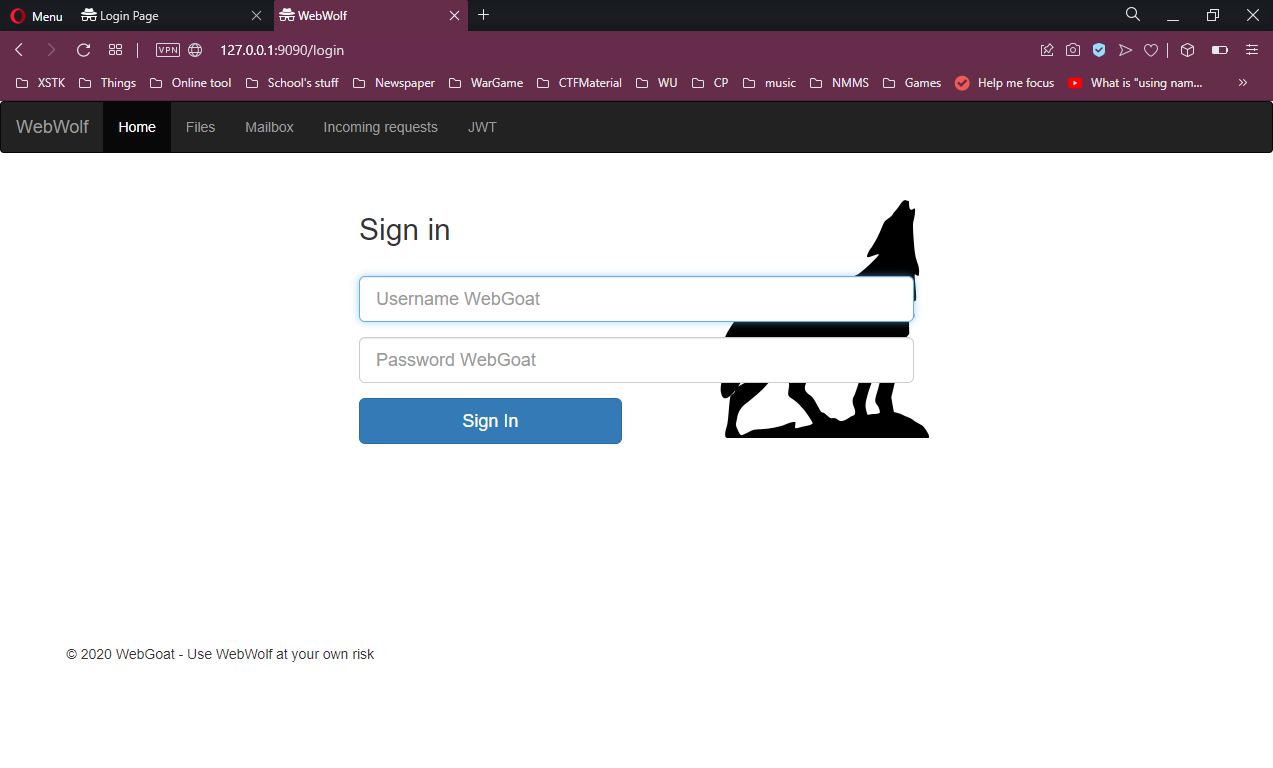 Menu Login Page WebWolf
VPN 127.0.0.1:9090/login
XSTK Things Online tool School's stuff Newspaper WarGame CTFMaterial WU CP music NMMS Games Help me focus What is "using nam...
WebWolf Home Files Mailbox Incoming requests JWT
Sign in
Username WebGoat
Password WebGoat
Sign In
© 2020 WebGoat - Use WebWolf at your own risk